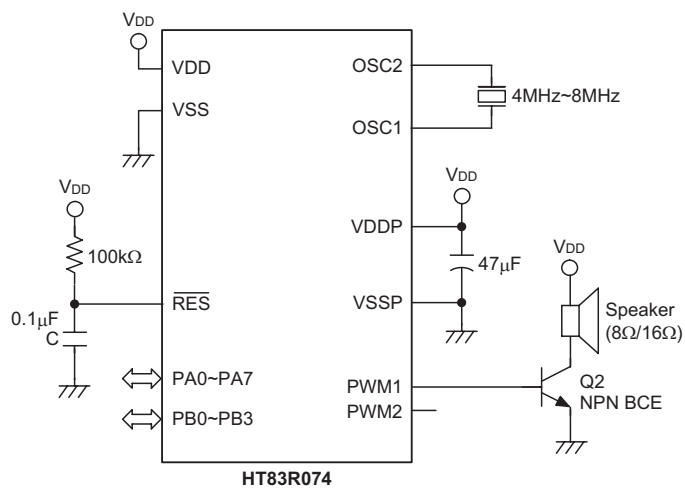 VDD
VDD
VSS
VDD
100kΩ
RES
0.1µF
C
PA0~PA7
PB0~PB3
OSC2
OSC1
4MHz~8MHz
VDD
VDDP
47µF
VSSP
VDD
Speaker
(8Ω/16Ω)
PWM1
PWM2
Q2
NPN BCE
HT83R074